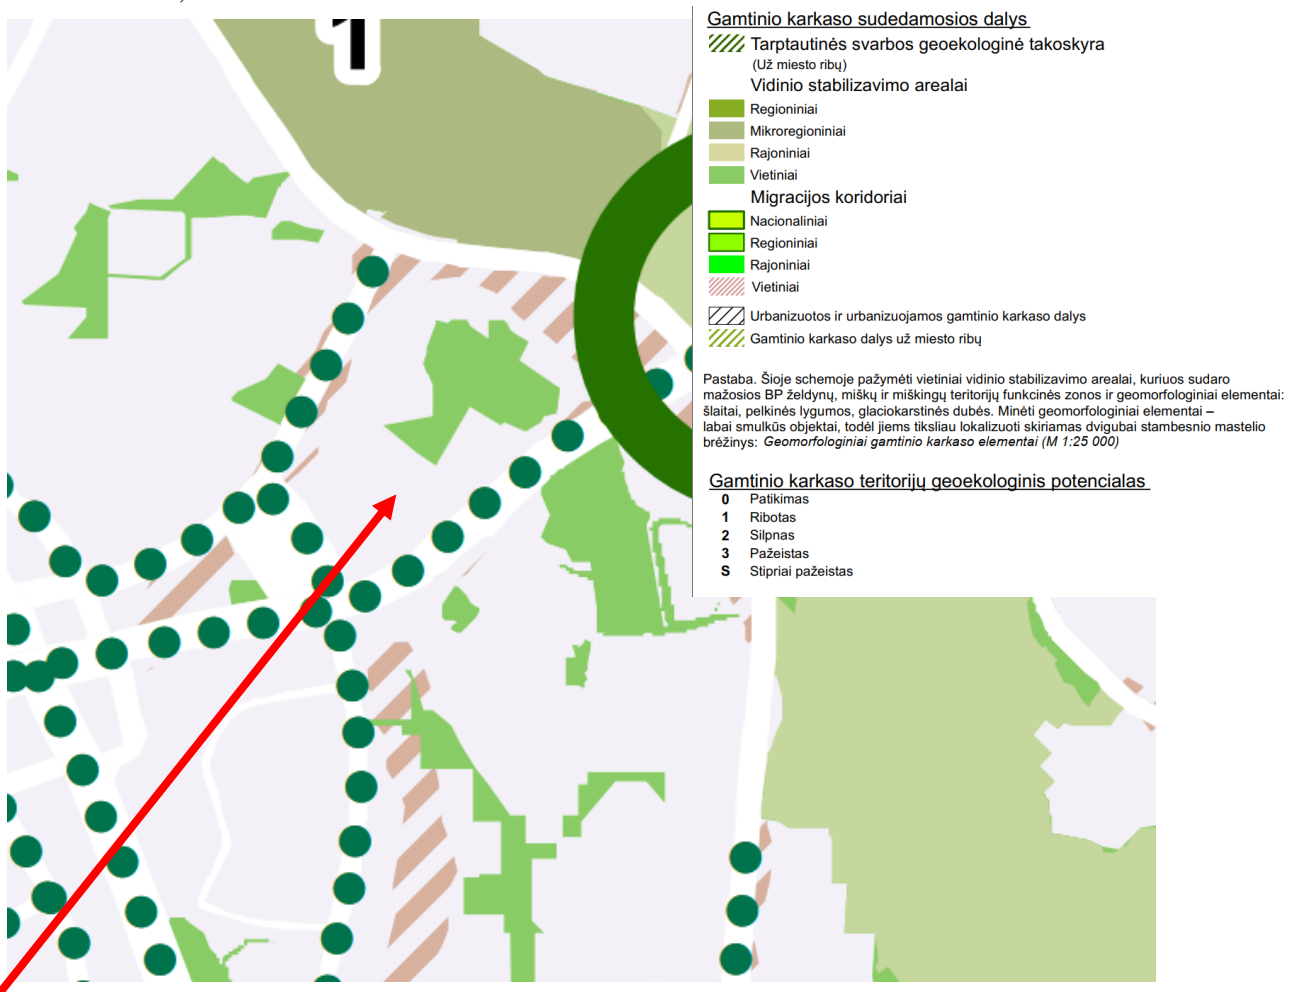 1
Gamtinio karkaso sudedamosios dalys
Tarptautinės svarbos geoekologinė takoskyra
(Už miesto ribų)
Vidinio stabilizavimo arealai
Regioniniai
Mikroregioniniai
Rajoniniai
Vietiniai
Migracijos koridoriai
Nacionaliniai
Regioniniai
Rajoniniai
Vietiniai
Urbanizuotos ir urbanizuojamos gamtinio karkaso dalys
Gamtinio karkaso dalys už miesto ribų
Pastaba. Šioje schemoje pažymėti vietiniai vidinio stabilizavimo arealai, kuriuos sudaro
mažosios BP želdynų, miškų ir miškingų teritorijų funkcinės zonos ir geomorfologiniai elementai:
šlaitai, pelkinės lygumos, glaciokarstinės dubės. Minėti geomorfologiniai elementai –
labai smulkūs objektai, todėl jiems tiksliau lokalizuoti skiriamas dvigubai stambesnio mastelio
brėžinys: Geomorfologiniai gamtinio karkaso elementai (M 1:25 000)
Gamtinio karkaso teritorijų geoekologinis potencialas
0 Patikimas
1 Ribotas
2 Silpnas
3 Pažeistas
S Stipriai pažeistas